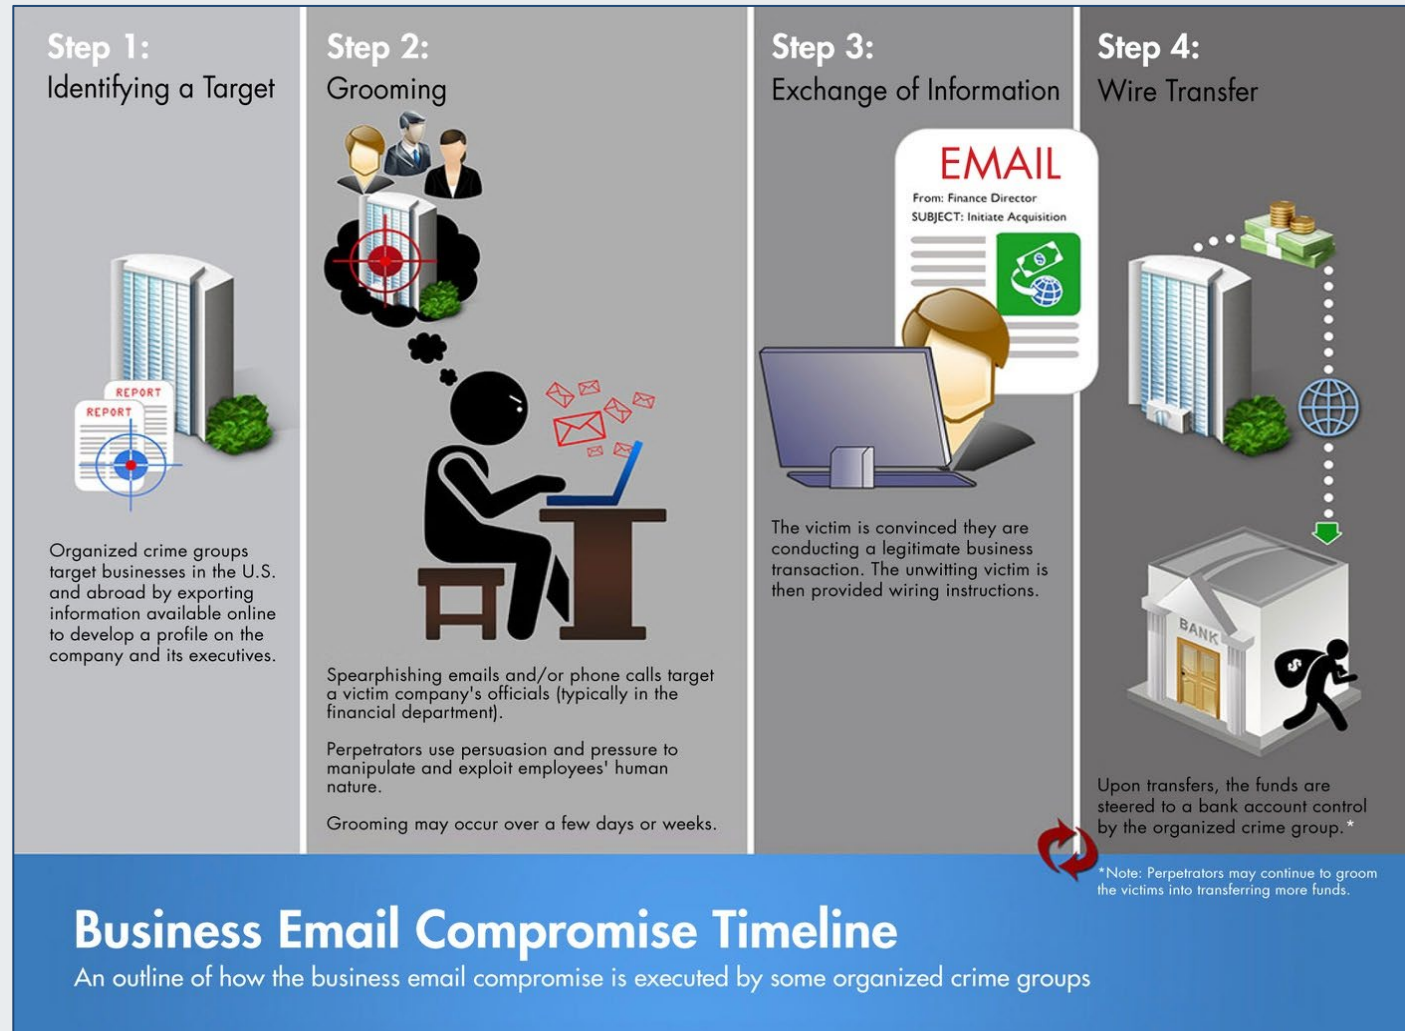 Step 1:
Identifying a Target
REPORT
REPORT
Organized crime groups
target businesses in the U.S.
and abroad by exporting
information available online
to develop a profile on the
company and its executives.
Step 2:
Grooming
Spearphishing emails and/or phone calls target
a victim company's officials (typically in the
financial department).
Perpetrators use persuasion and pressure to
manipulate and exploit employees' human
nature.
Grooming may occur over a few days or weeks.
Step 3:
Exchange of Information
EMAIL
From: Finance Director
SUBJECT: Initiate Acquisition
$
The victim is convinced they are
conducting a legitimate business
transaction. The unwitting victim is
then provided wiring instructions.
Step 4:
Wire Transfer
BANK
$
Upon transfers, the funds are
steered to a bank account control
by the organized crime group.*
*Note: Perpetrators may continue to groom
the victims into transferring more funds.
Business Email Compromise Timeline
An outline of how the business email compromise is executed by some organized crime groups